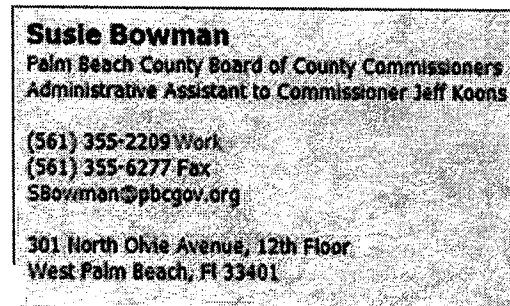 Susie Bowman
Palm Beach County Board of County Commissioners
Administrative Assistant to Commissioner Jeff Koons
(561) 355-2209 Work
(561) 355-6277 Fax
SBowman@pbcgov.org
301 North Olive Avenue, 12th Floor
West Palm Beach, Fl 33401